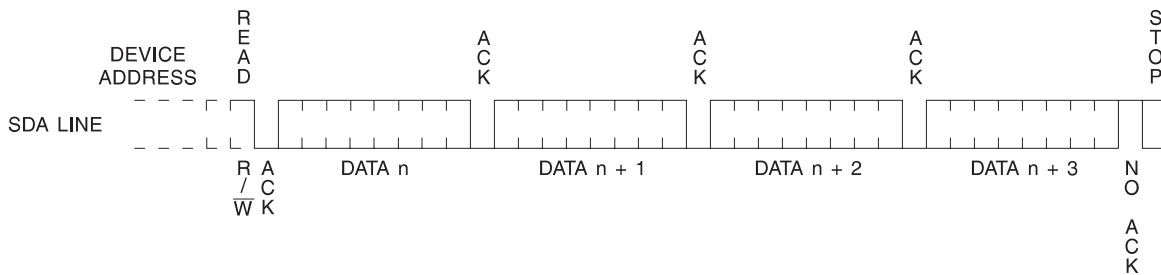 READ
ACK
ACK
ACK
STOP
DEVICE
ADDRESS
SDA LINE
R/W
ACK
DATA n
DATA n + 1
DATA n + 2
DATA n + 3
NO ACK